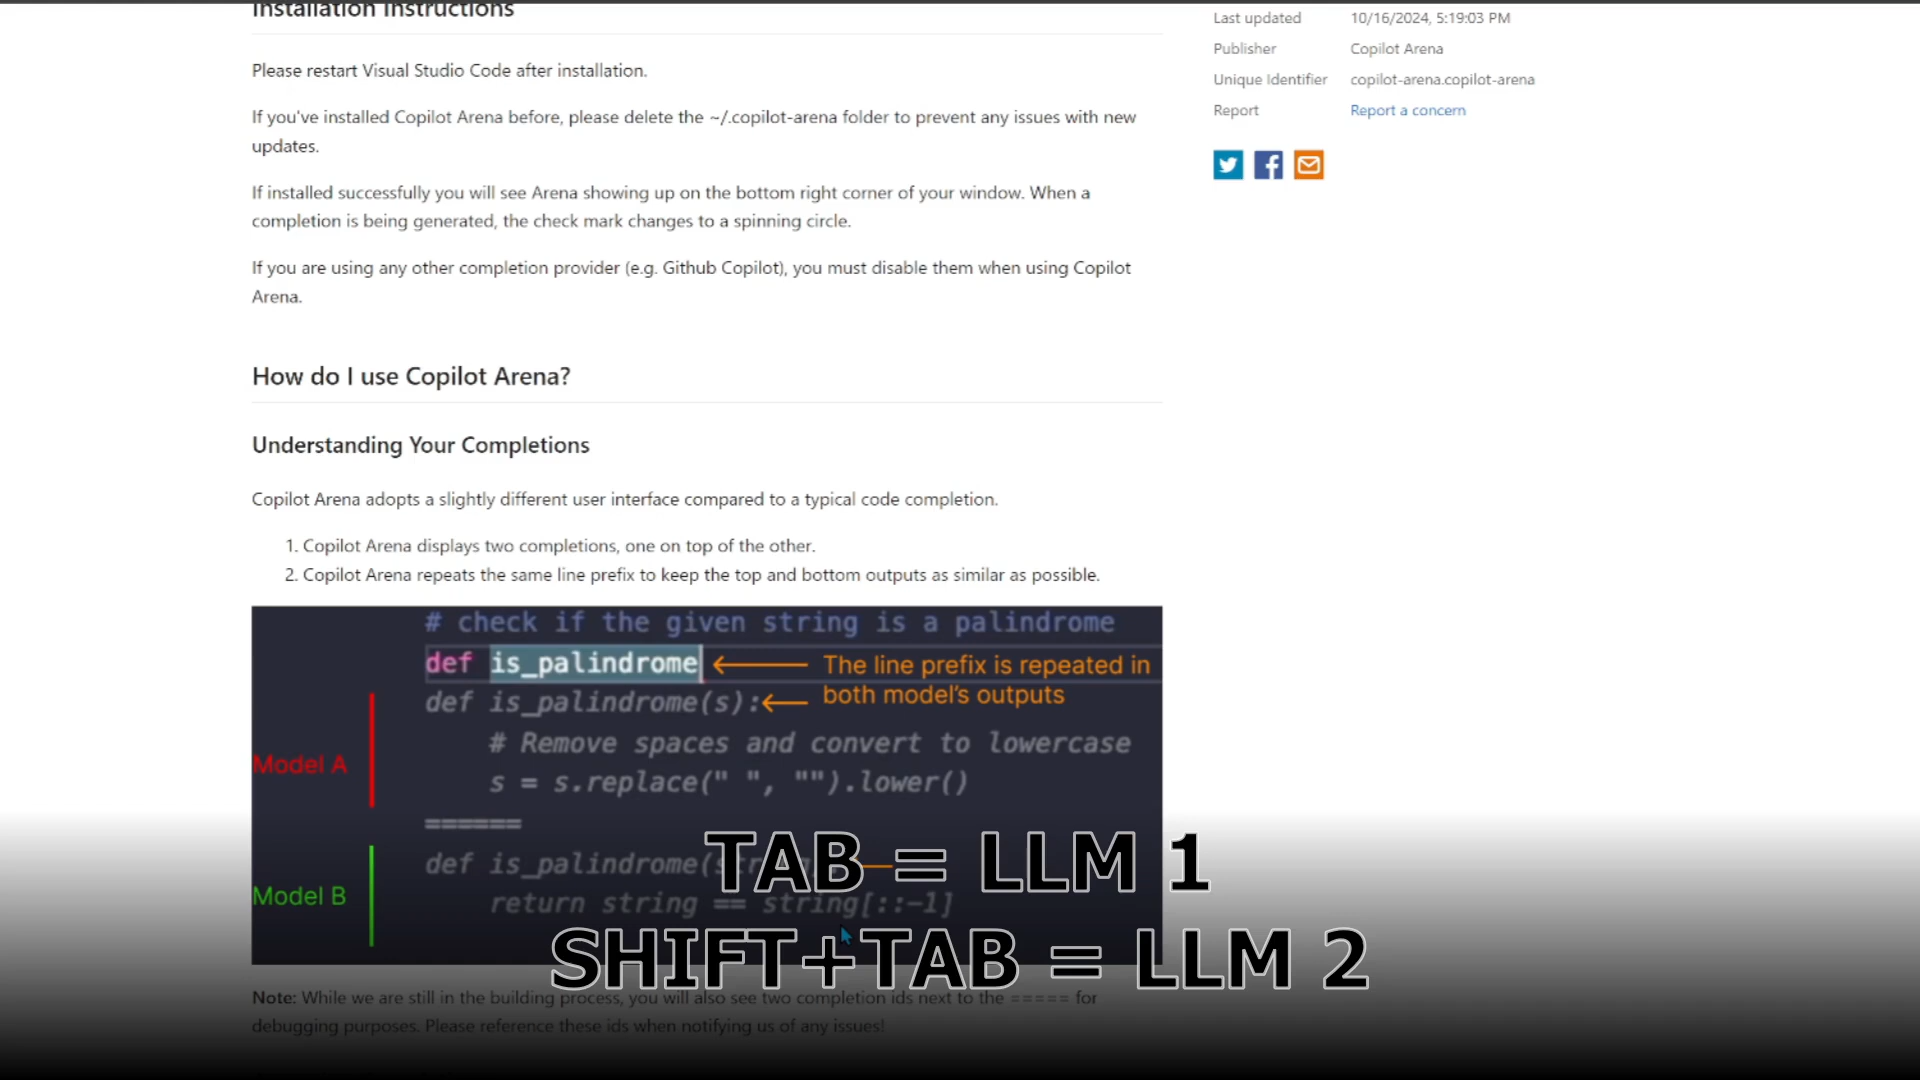 Installation Instructions
Please restart Visual Studio Code after installation.
If you've installed Copilot Arena before, please delete the ~/.copilot-arena folder to prevent any issues with new
updates.
If installed successfully you will see Arena showing up on the bottom right corner of your window. When a
completion is being generated, the check mark changes to a spinning circle.
If you are using any other completion provider (e.g. Github Copilot), you must disable them when using Copilot
Arena.
How do I use Copilot Arena?
Understanding Your Completions
Copilot Arena adopts a slightly different user interface compared to a typical code completion.
1. Copilot Arena displays two completions, one on top of the other.
2. Copilot Arena repeats the same line prefix to keep the top and bottom outputs as similar as possible.
# check if the given string is a palindrome
def is_palindrome
The line prefix is repeated in
both model's outputs
def is_palindrome(s):
# Remove spaces and convert to lowercase
s = s.replace(" ", "").lower()
Model A
======
def is_palindrome(
return string == string[::-1]
Model B
TAB = LLM 1
SHIFT+TAB = LLM 2
Note: While we are still in the building process, you will also see two completion ids next to the ===== for
debugging purposes. Please reference these ids when notifying us of any issues!
Last updated 10/16/2024, 5:19:03 PM
Publisher Copilot Arena
Unique Identifier copilot-arena.copilot-arena
Report Report a concern